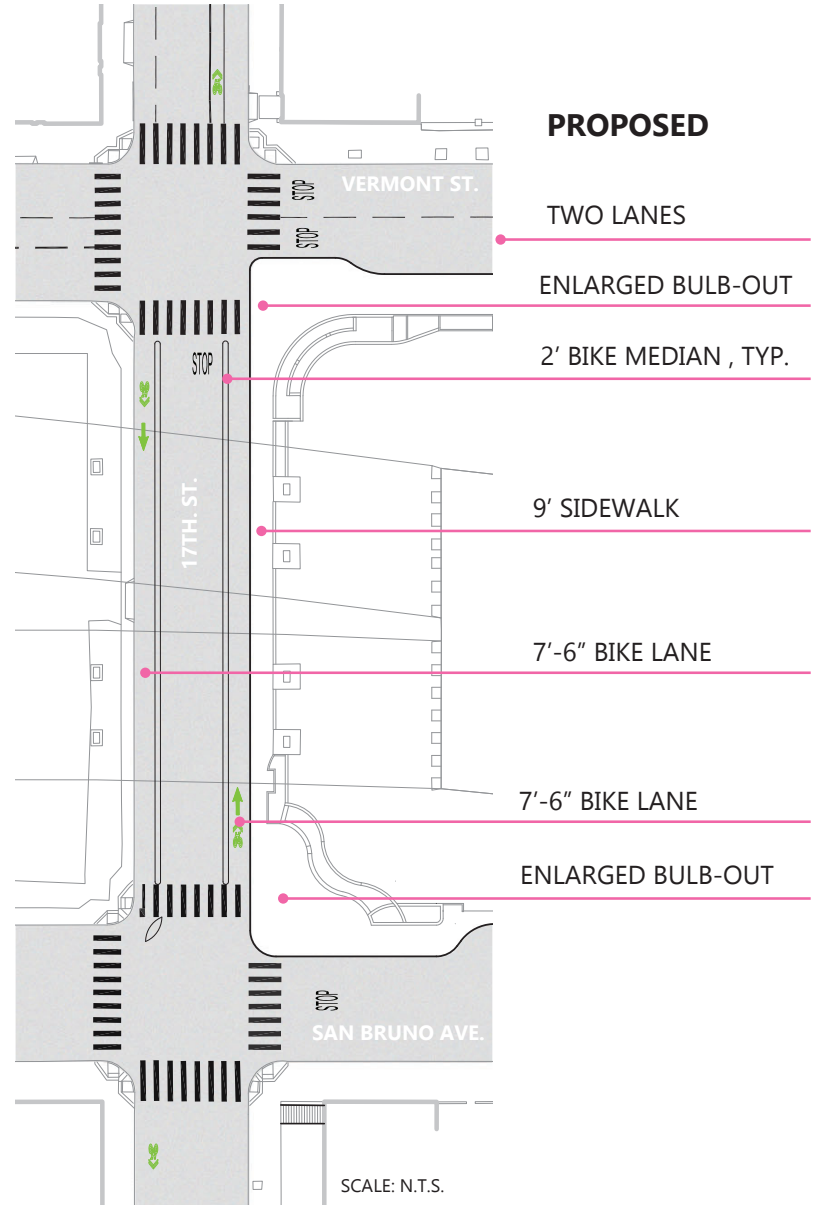 PROPOSED
VERMONT ST.
STOP
STOP
TWO LANES
ENLARGED BULB-OUT
STOP
2’ BIKE MEDIAN , TYP.
17TH. ST.
9’ SIDEWALK
7’-6” BIKE LANE
7’-6” BIKE LANE
ENLARGED BULB-OUT
STOP
SAN BRUNO AVE.
SCALE: N.T.S.